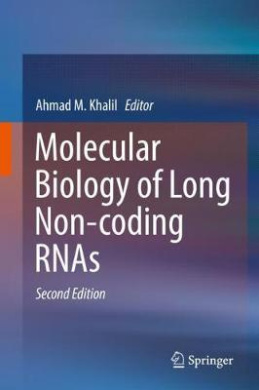 Ahmad M. Khalil Editor
Molecular
Biology of Long
Non-coding
RNAs
Second Edition
Springer